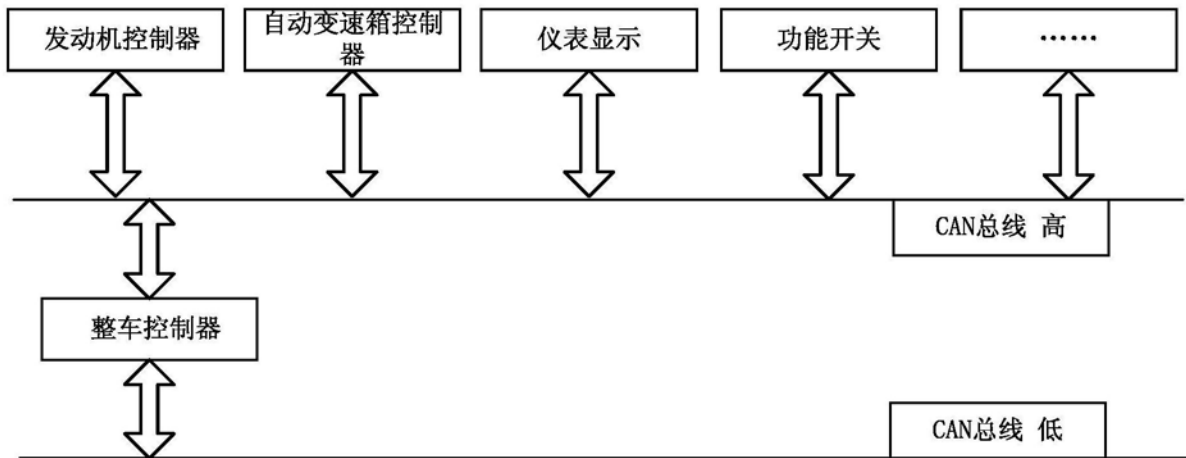 发动机控制器
自动变速箱控制
器
仪表显示
功能开关
……
CAN总线 高
整车控制器
CAN总线 低